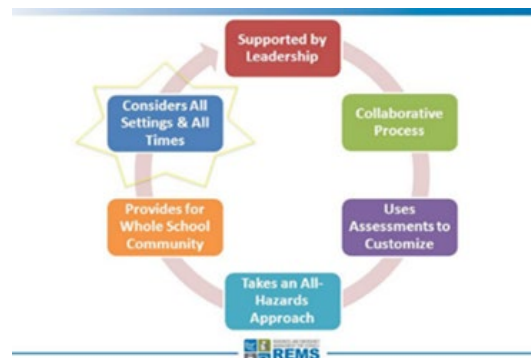 Supported by
Leadership
Collaborative
Process
Uses
Assessments to
Customize
Takes an All-
Hazards
Approach
Provides for
Whole School
Community
Considers All
Settings & All
Times
REMS